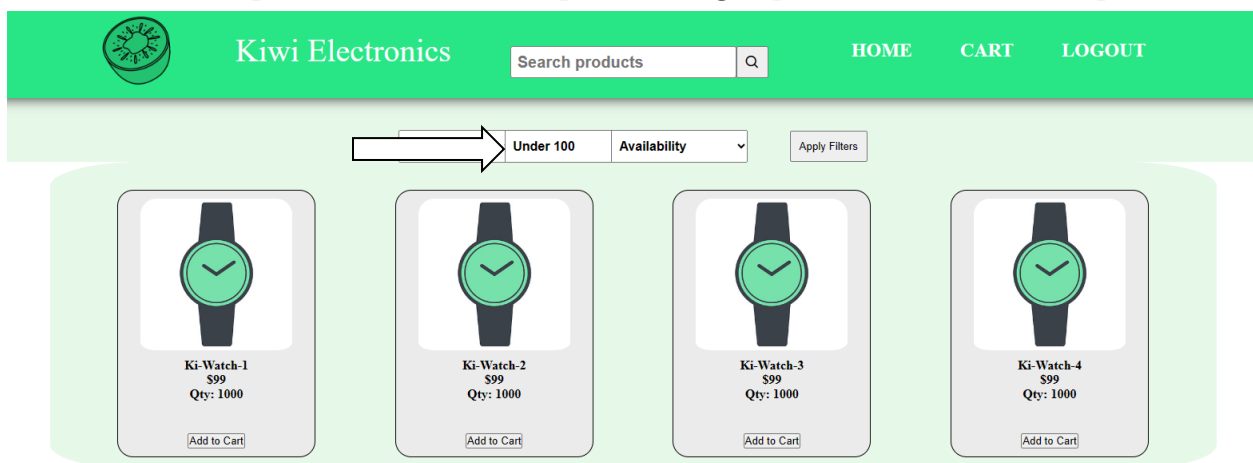 Kiwi Electronics
Search products
HOME CART LOGOUT
Under 100 Availability Apply Filters
Ki-Watch-1 Ki-Watch-2 Ki-Watch-3 Ki-Watch-4
$99 $99 $99 $99
Qty: 1000 Qty: 1000 Qty: 1000 Qty: 1000
Add to Cart Add to Cart Add to Cart Add to Cart